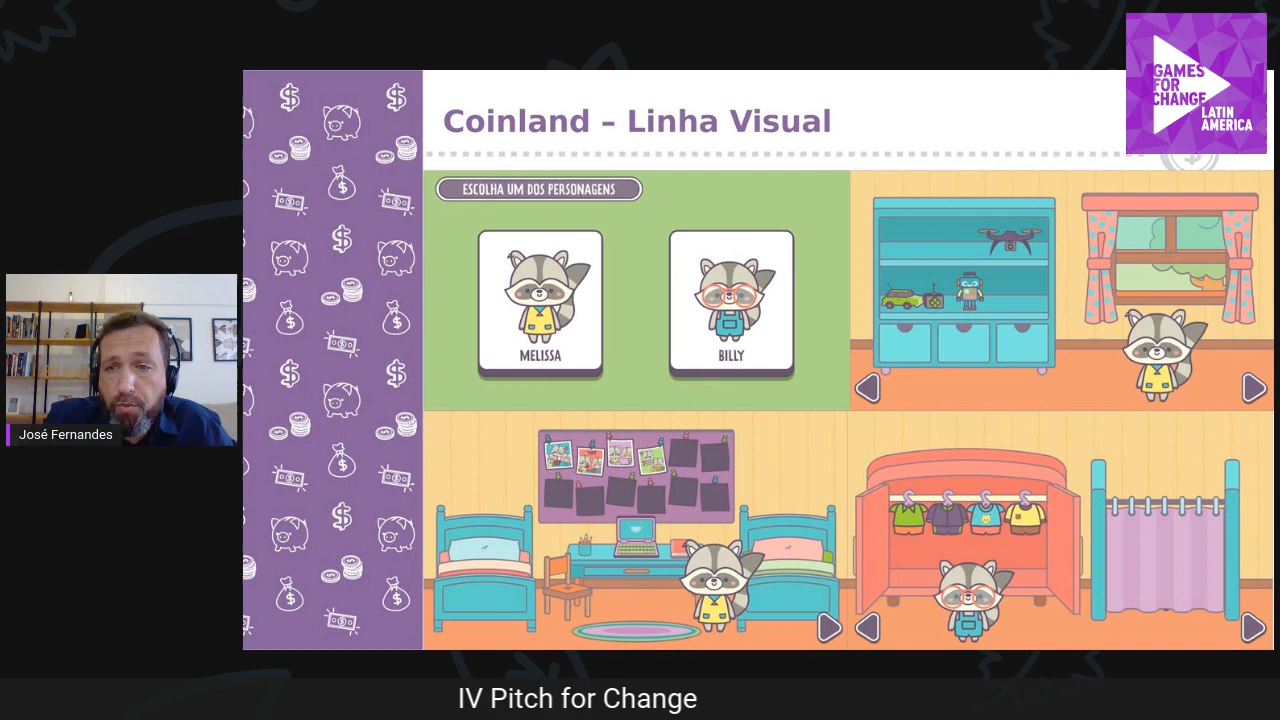 GAMES
FOR
CHANGE
LATIN
AMERICA
Coinland – Linha Visual
ESCOLHA UM DOS PERSONAGENS
MELISSA
BILLY
José Fernandes
IV Pitch for Change